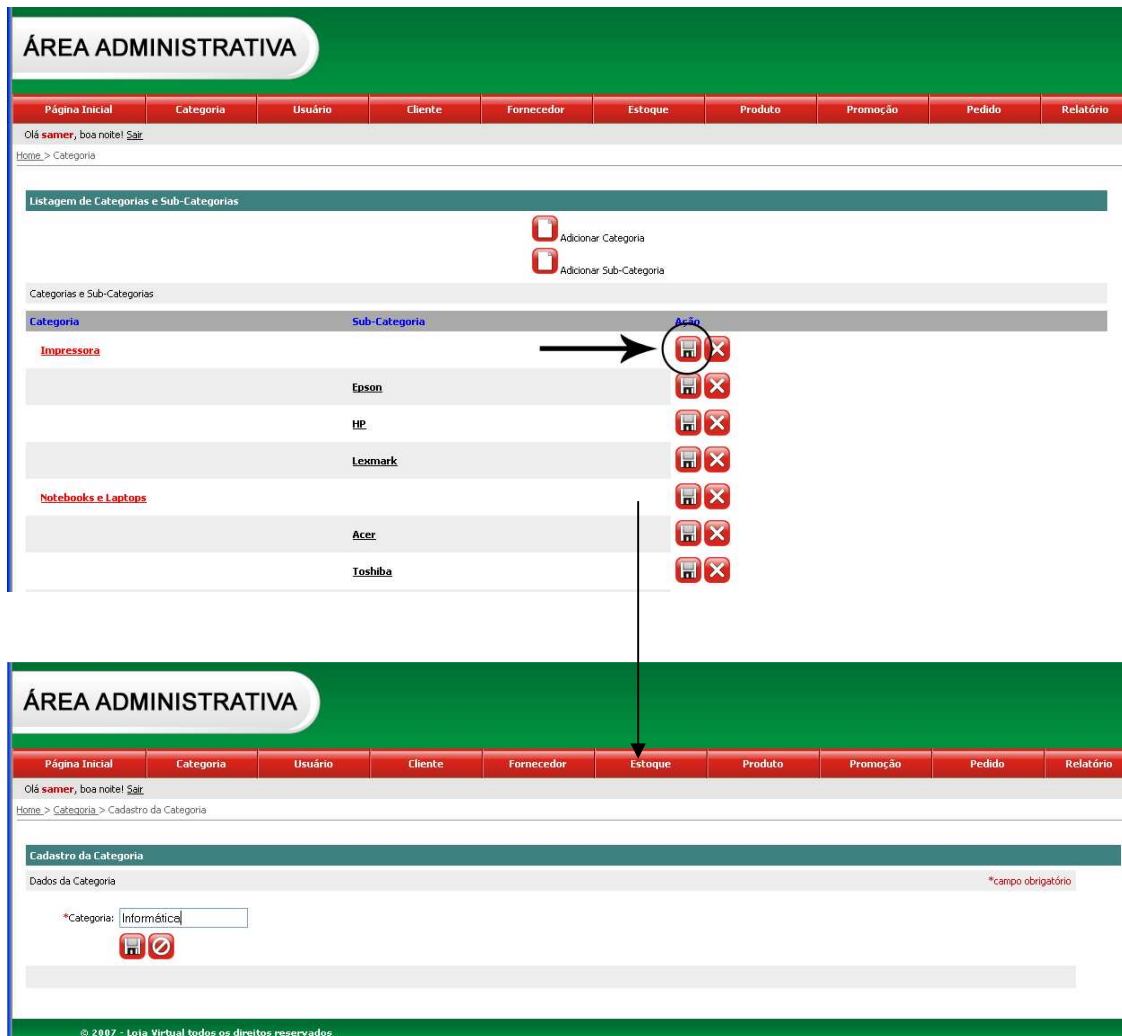 ÁREA ADMINISTRATIVA
Página Inicial Categoria Usuário Cliente Fornecedor Estoque Produto Promoção Pedido Relatório
Olá samer, boa noite! Sair
Home > Categoria
Listagem de Categorias e Sub-Categorias
Adicionar Categoria
Adicionar Sub-Categoria
Categorias e Sub-Categorias
Categoria Sub-Categoria Ação
Impressora
Epson
HP
Lexmark
Notebooks e Laptops
Acer
Toshiba
ÁREA ADMINISTRATIVA
Página Inicial Categoria Usuário Cliente Fornecedor Estoque Produto Promoção Pedido Relatório
Olá samer, boa noite! Sair
Home > Categoria > Cadastro da Categoria
Cadastro da Categoria
Dados da Categoria *campo obrigatório
*Categoria: Informática
© 2007 - Loja Virtual todos os direitos reservados